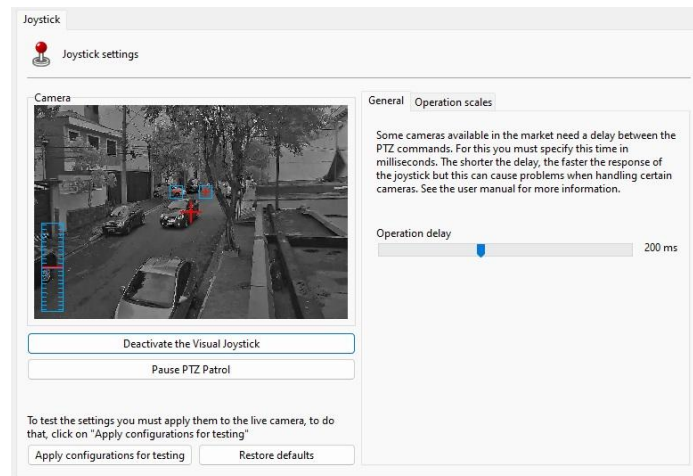 Joystick
Joystick settings
Camera
Deactivate the Visual Joystick
Pause PTZ Patrol
To test the settings you must apply them to the live camera, to do
that, click on "Apply configurations for testing"
Apply configurations for testing
Restore defaults
General
Operation scales
Some cameras available in the market need a delay between the
PTZ commands. For this you must specify this time in
milliseconds. The shorter the delay, the faster the response of
the joystick but this can cause problems when handling certain
cameras. See the user manual for more information.
Operation delay
200 ms